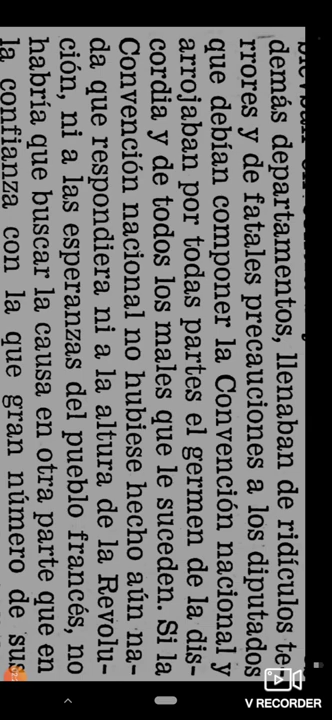 demás departamentos, llenaban de ridículos te-
rrores y de fatales precauciones a los diputados
que debían componer la Convención nacional y
arrojaban por todas partes el germen de la dis-
cordia y de todos los males que le suceden. Si la
Convención nacional no hubiese hecho aún na-
da que respondiera ni a la altura de la Revolu-
ción, ni a las esperanzas del pueblo francés, no
habría que buscar la causa en otra parte que en
la confianza con la que gran número de sus
V RECORDER